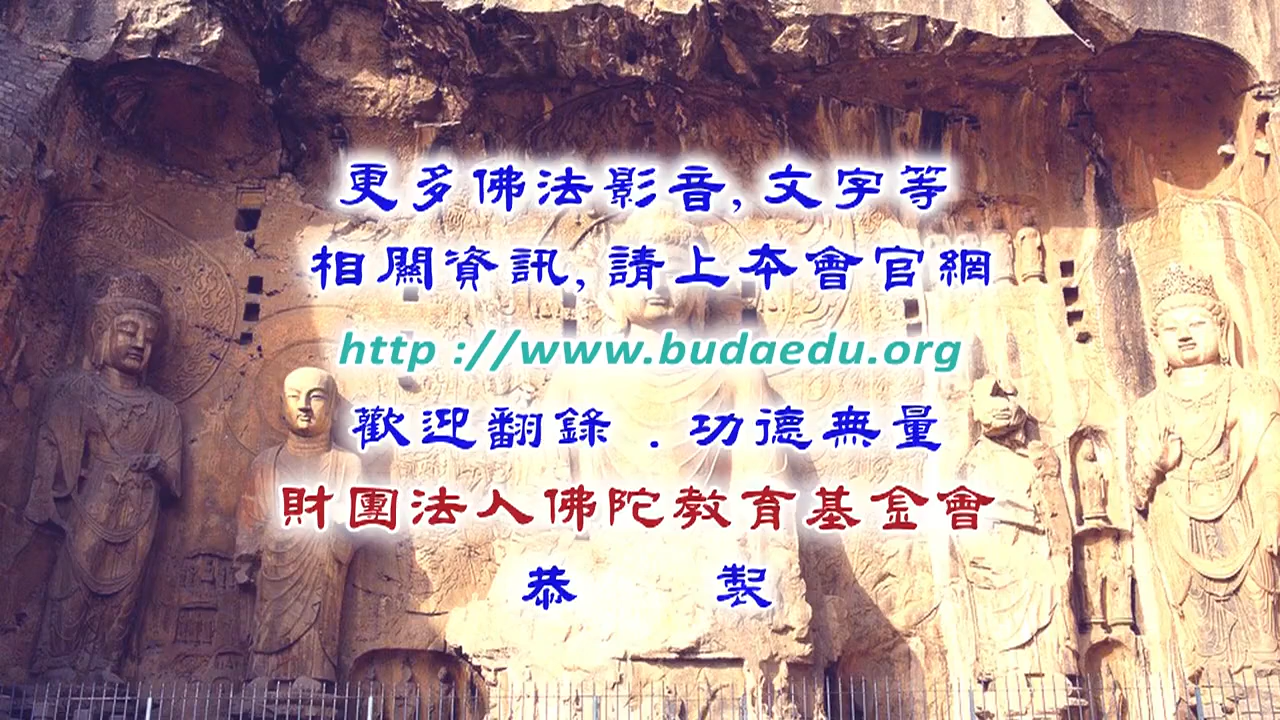 更多佛法影音,文字等
相關資訊,請上本會官網
http ://www.budaedu.org
歡迎翻錄 . 功德無量
財團法人佛陀教育基金會
恭 製